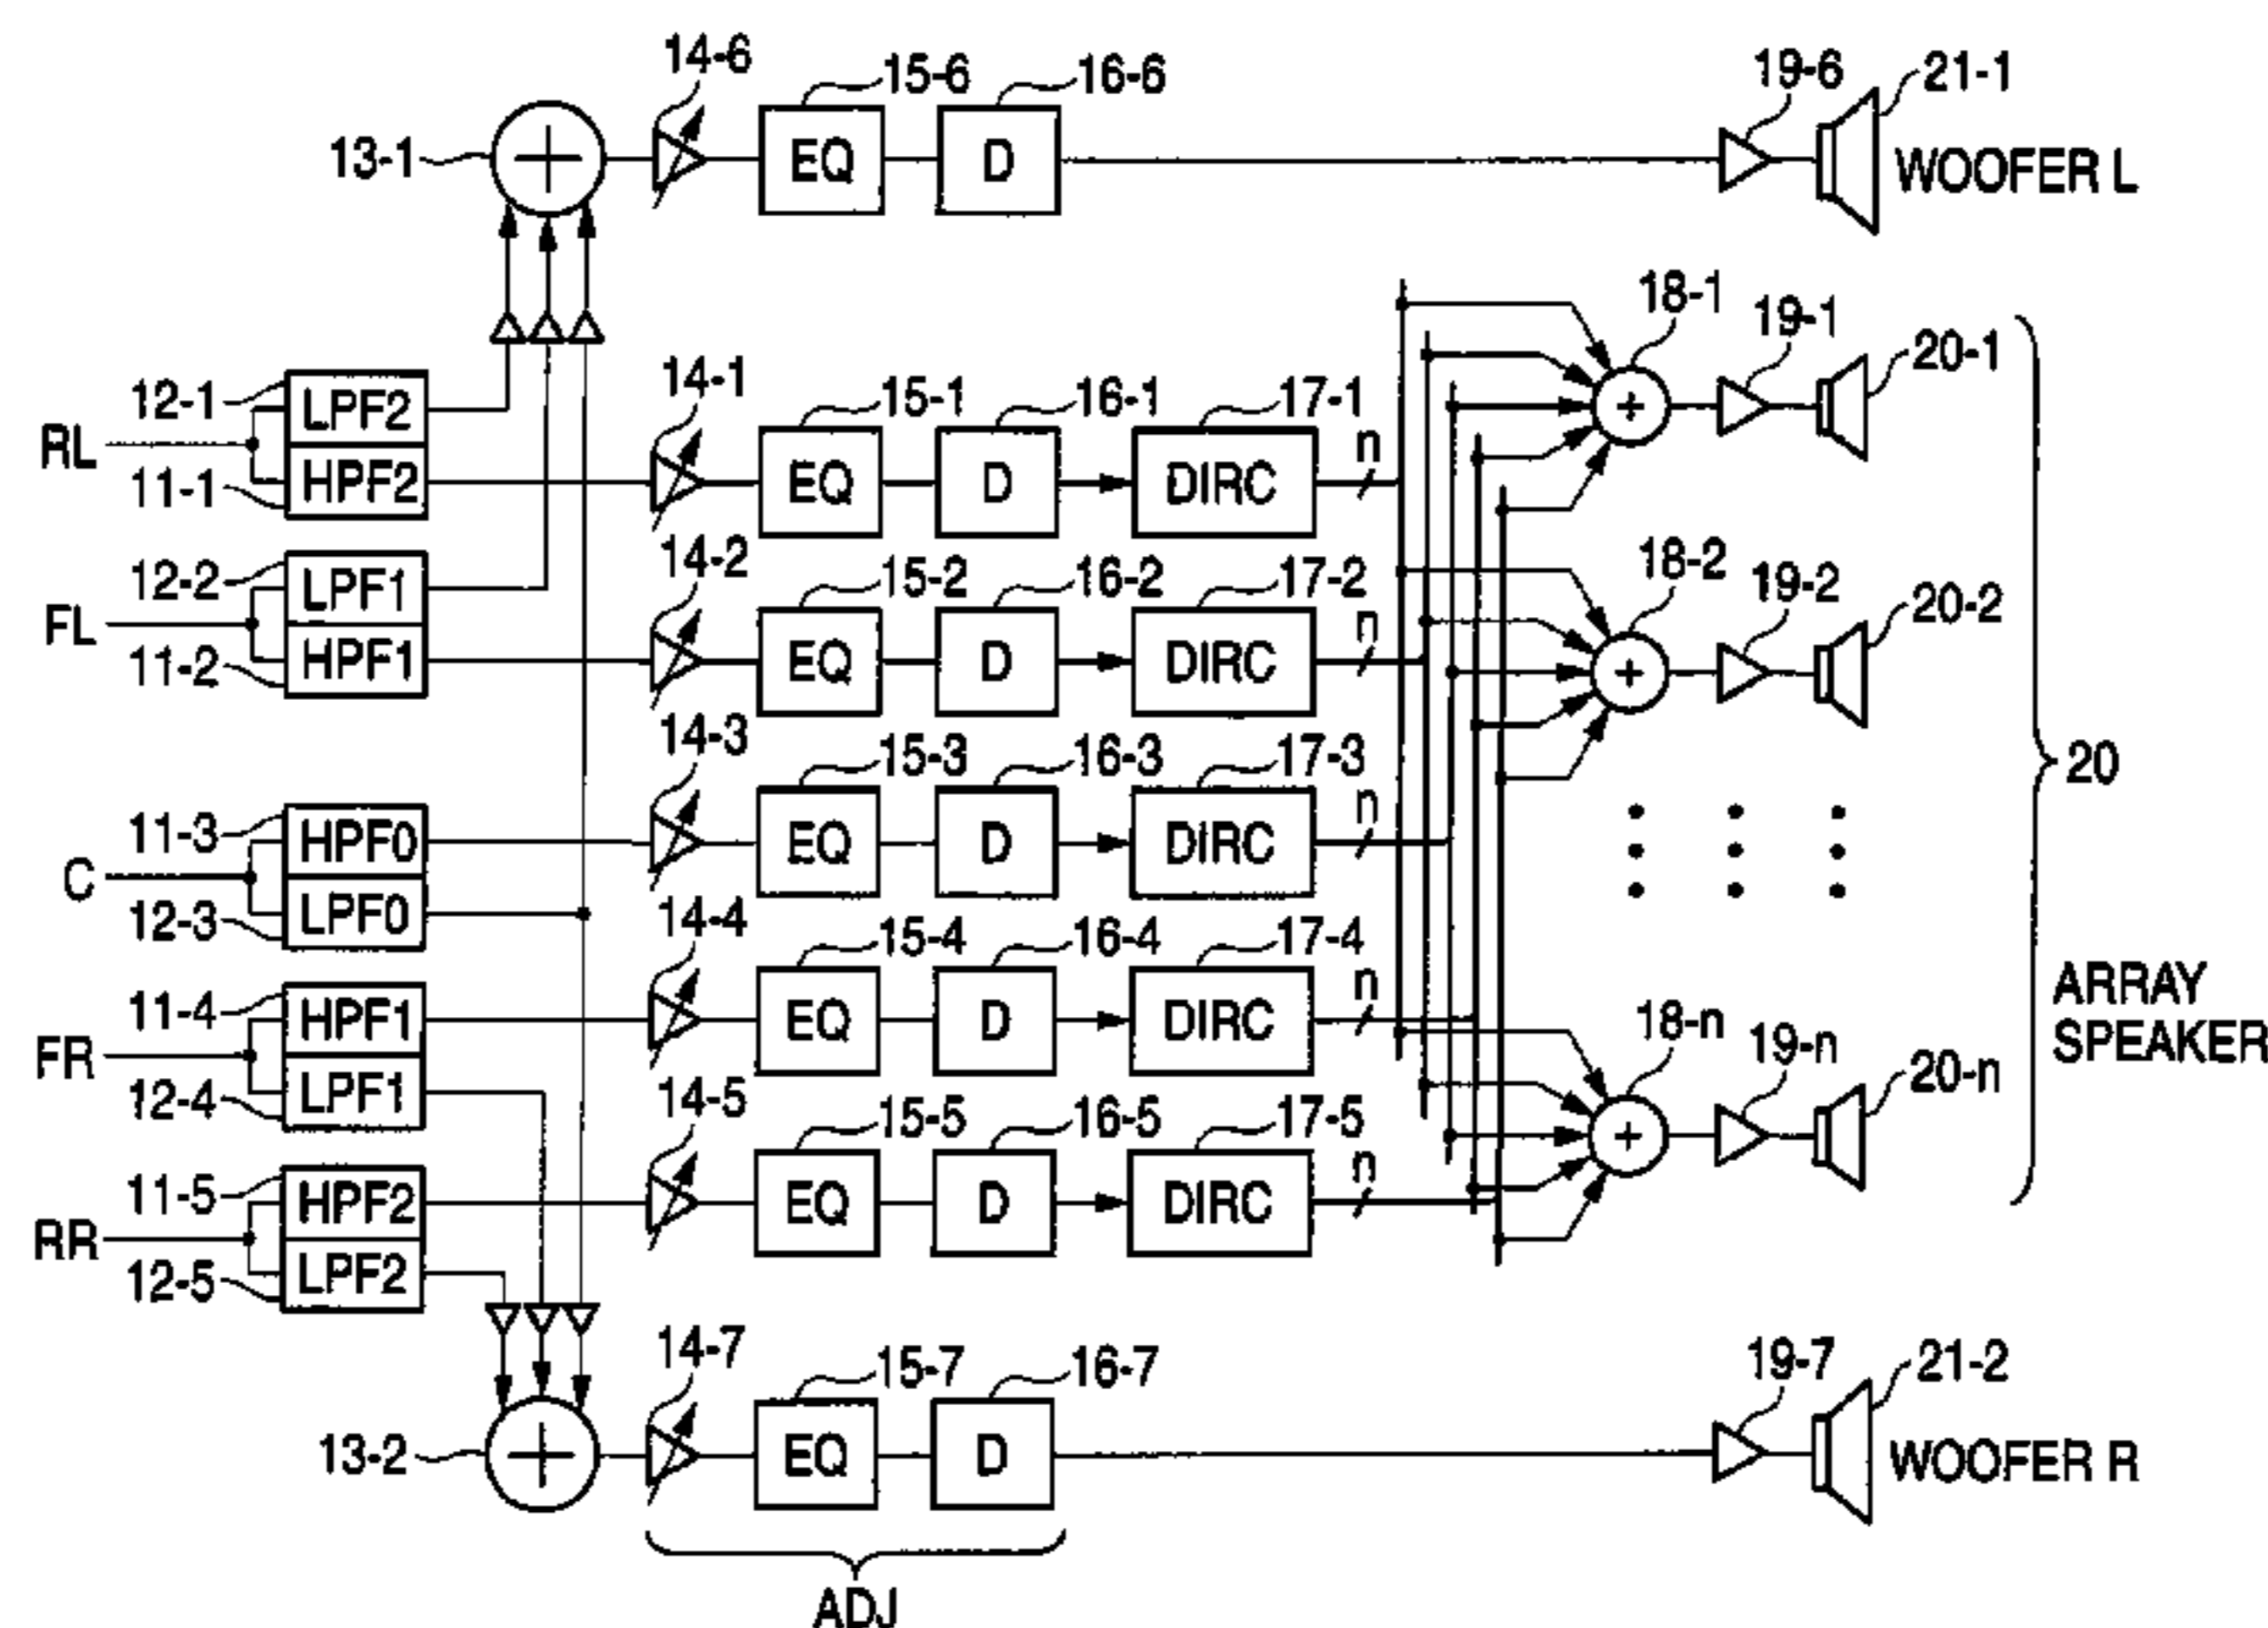 14-6 15-6 16-6 19-6 21-1
13-1 + EQ D WOOFER L
18-1 19-1 20-1
12-1 LPF2 14-1 15-1 16-1 17-1 n
RL +
11-1 HPF2 EQ D DIRC
12-2 LPF1 14-2 15-2 16-2 17-2 n 18-2 19-2 20-2
FL
11-2 HPF1 EQ D DIRC +
14-3 15-3 16-3 17-3 n 20
11-3 HPF0 EQ D DIRC
C
12-3 LPF0 14-4 15-4 16-4 17-4 n
ARRAY
SPEAKER
11-4 HPF1 EQ D DIRC 18-n 19-n 20-n
FR
12-4 LPF1 14-5 15-5 16-5 17-5 n +
11-5 HPF2 EQ D DIRC
RR
12-5 LPF2
14-7 15-7 16-7 19-7 21-2
13-2 + EQ D WOOFER R
ADJ